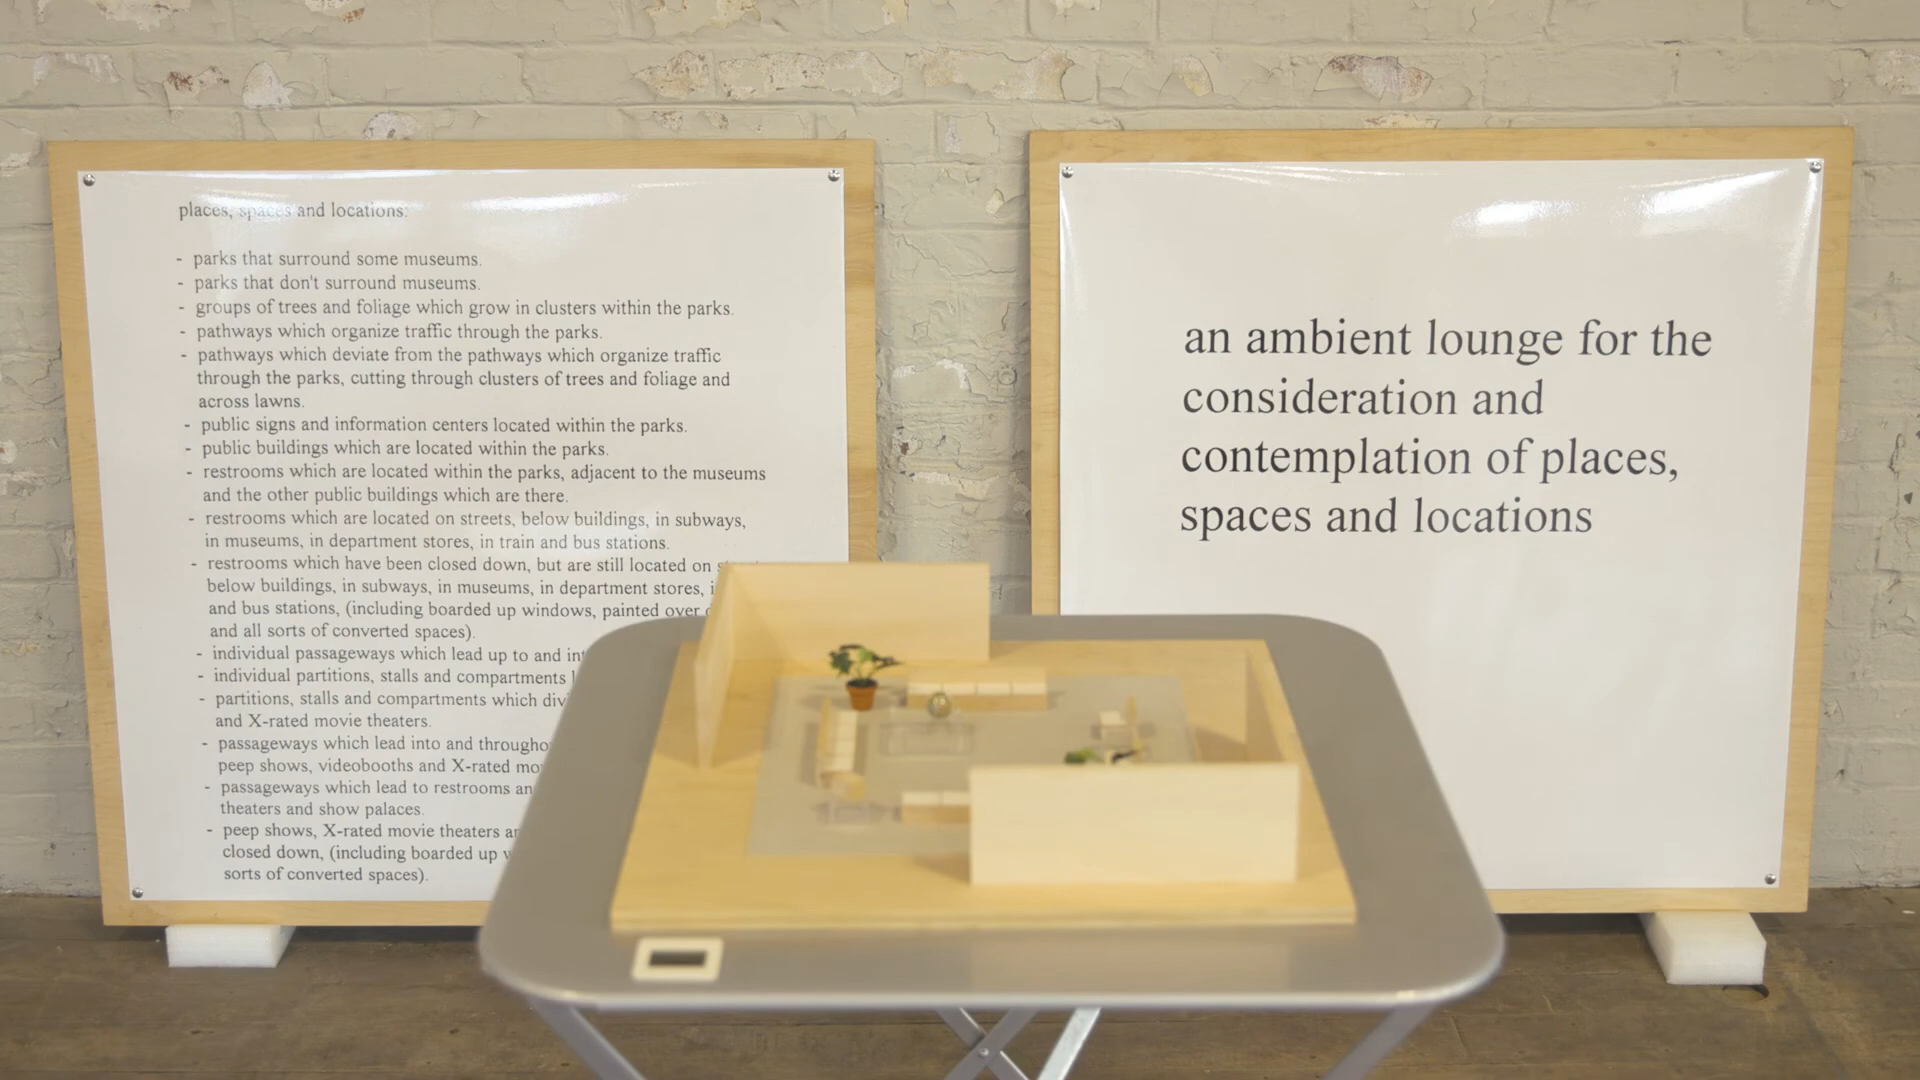 places, spaces and locations:
- parks that surround some museums.
- parks that don't surround museums.
- groups of trees and foliage which grow in clusters within the parks.
- pathways which organize traffic through the parks.
- pathways which deviate from the pathways which organize traffic
through the parks, cutting through clusters of trees and foliage and
across lawns.
- public signs and information centers located within the parks.
- public buildings which are located within the parks.
- restrooms which are located within the parks, adjacent to the museums
and the other public buildings which are there.
- restrooms which are located on streets, below buildings, in subways,
in museums, in department stores, in train and bus stations.
- restrooms which have been closed down, but are still located on
below buildings, in subways, in museums, in department stores,
and bus stations, (including boarded up windows, painted over
and all sorts of converted spaces).
- individual passageways which lead up to and
- individual partitions, stalls and compartments
- partitions, stalls and compartments which
and X-rated movie theaters.
- passageways which lead into and
peep shows, videobooths and X-rated
- passageways which lead to restrooms
theaters and show palaces.
- peep shows, X-rated movie theaters
closed down, (including boarded up
sorts of converted spaces).
an ambient lounge for the
consideration and
contemplation of places,
spaces and locations